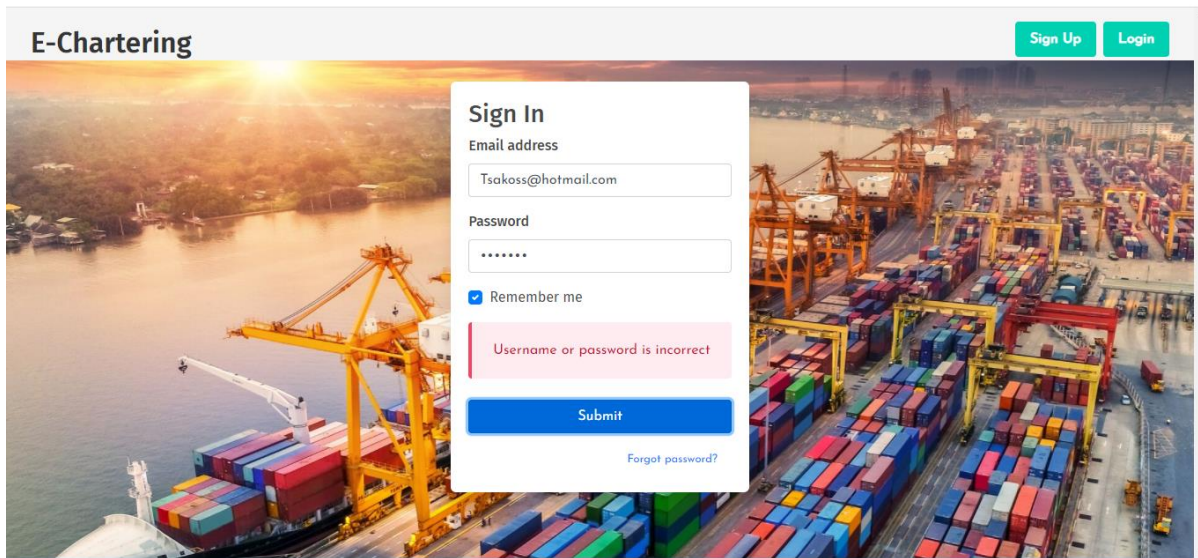 E-Chartering
Sign Up
Login
Sign In
Email address
Tsakoss@hotmail.com
Password
•••••••
Remember me
Username or password is incorrect
Submit
Forgot password?